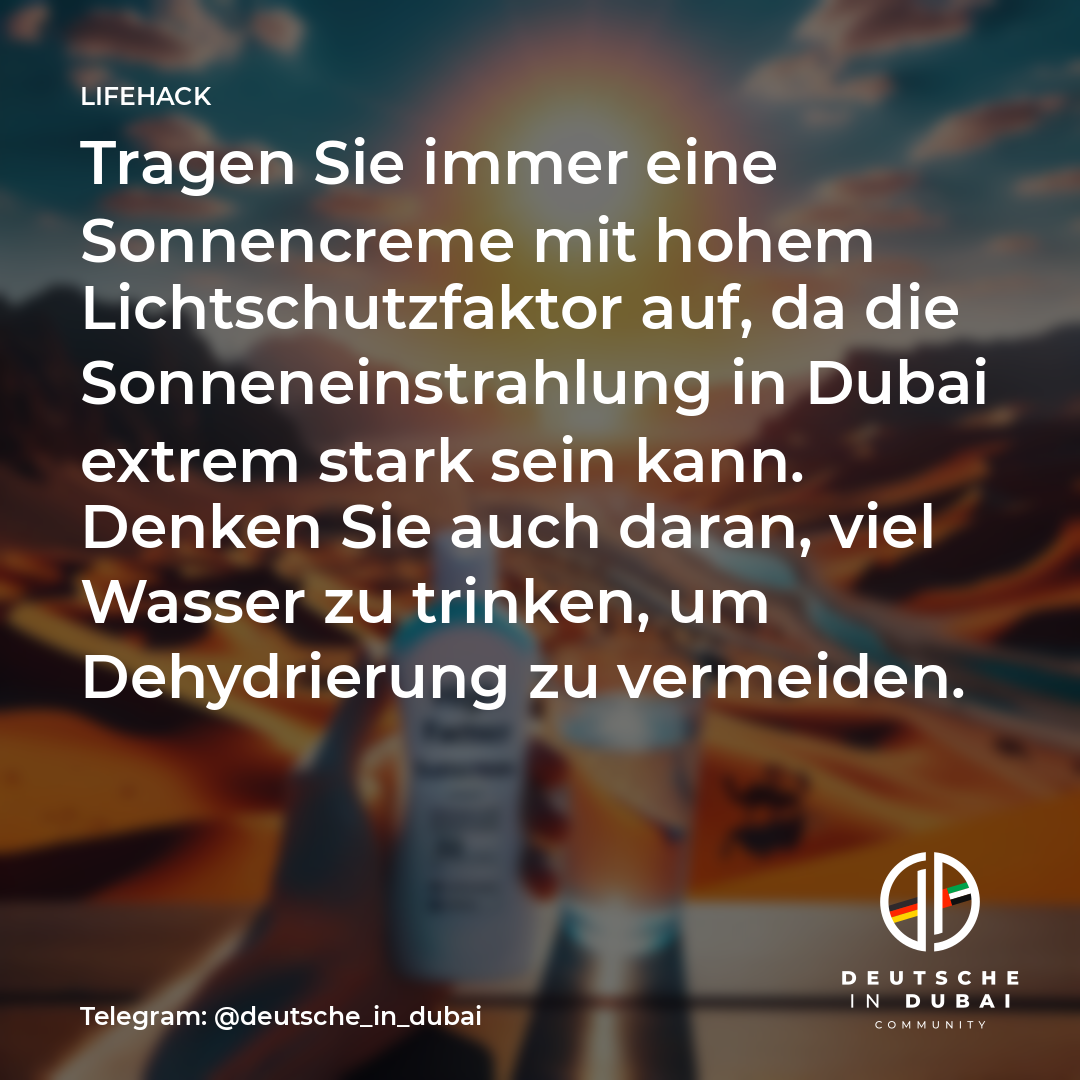 LIFEHACK
Tragen Sie immer eine
Sonnencreme mit hohem
Lichtschutzfaktor auf, da die
Sonneneinstrahlung in Dubai
extrem stark sein kann.
Denken Sie auch daran, viel
Wasser zu trinken, um
Dehydrierung zu vermeiden.
DEUTSCHE
IN DUBAI
COMMUNITY
Telegram: @deutsche_in_dubai